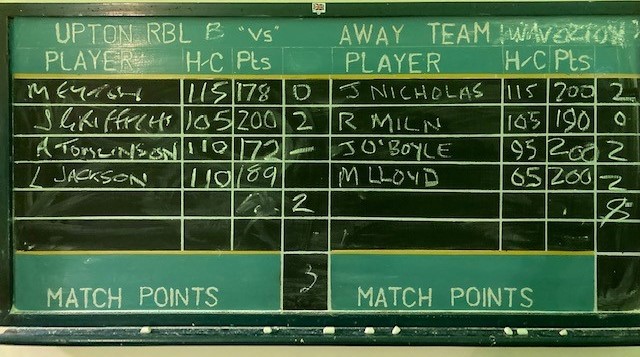 UPTON RBL B "Vs" AWAY TEAM WAVERTON
PLAYER H/C Pts PLAYER H/C Pts
M 115 178 0 J NICHOLAS 115 200 2
J GRIFFITHS 105 200 2 R MILN 105 190 0
A TOMLINSON 110 172 — J O'BOYLE 95 200 2
L JACKSON 110 189 M LLOYD 65 200 2
2 8
3
MATCH POINTS MATCH POINTS